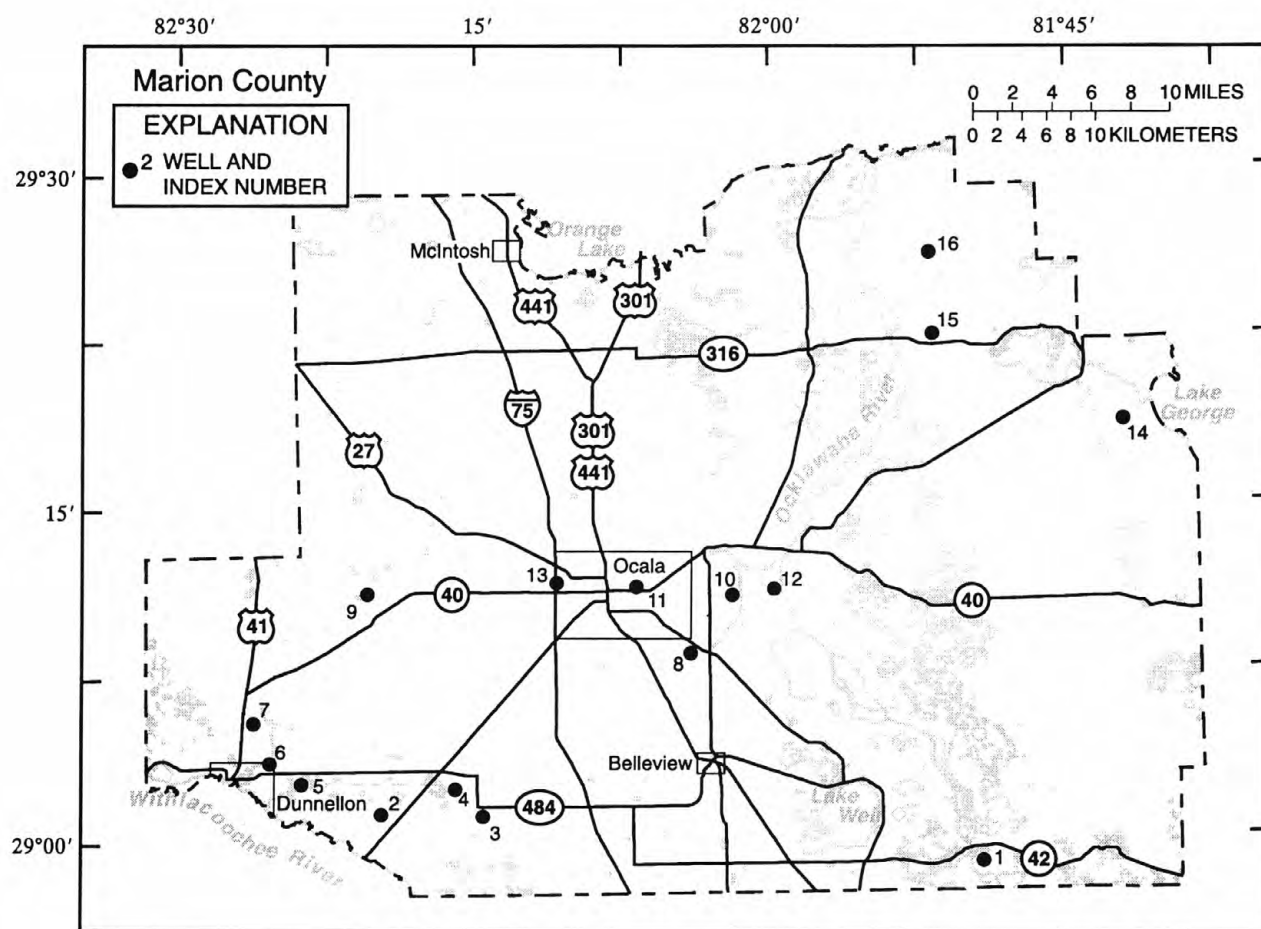 82°30′ 15′ 82°00′ 81°45′
Marion County
EXPLANATION
2 WELL AND
INDEX NUMBER
0 2 4 6 8 10 MILES
0 2 4 6 8 10 KILOMETERS
29°30′
McIntosh
Orange
Lake
16
441
301
15
316
75
Lake
George
301
14
27
441
Ocklawaha River
15′
Ocala
13
11
10
12
9
40
40
41
8
7
6
Belleview
5
Dunnellon
2
4
3
484
Lake
Weir
Withlacoochee River
29°00′
1
42